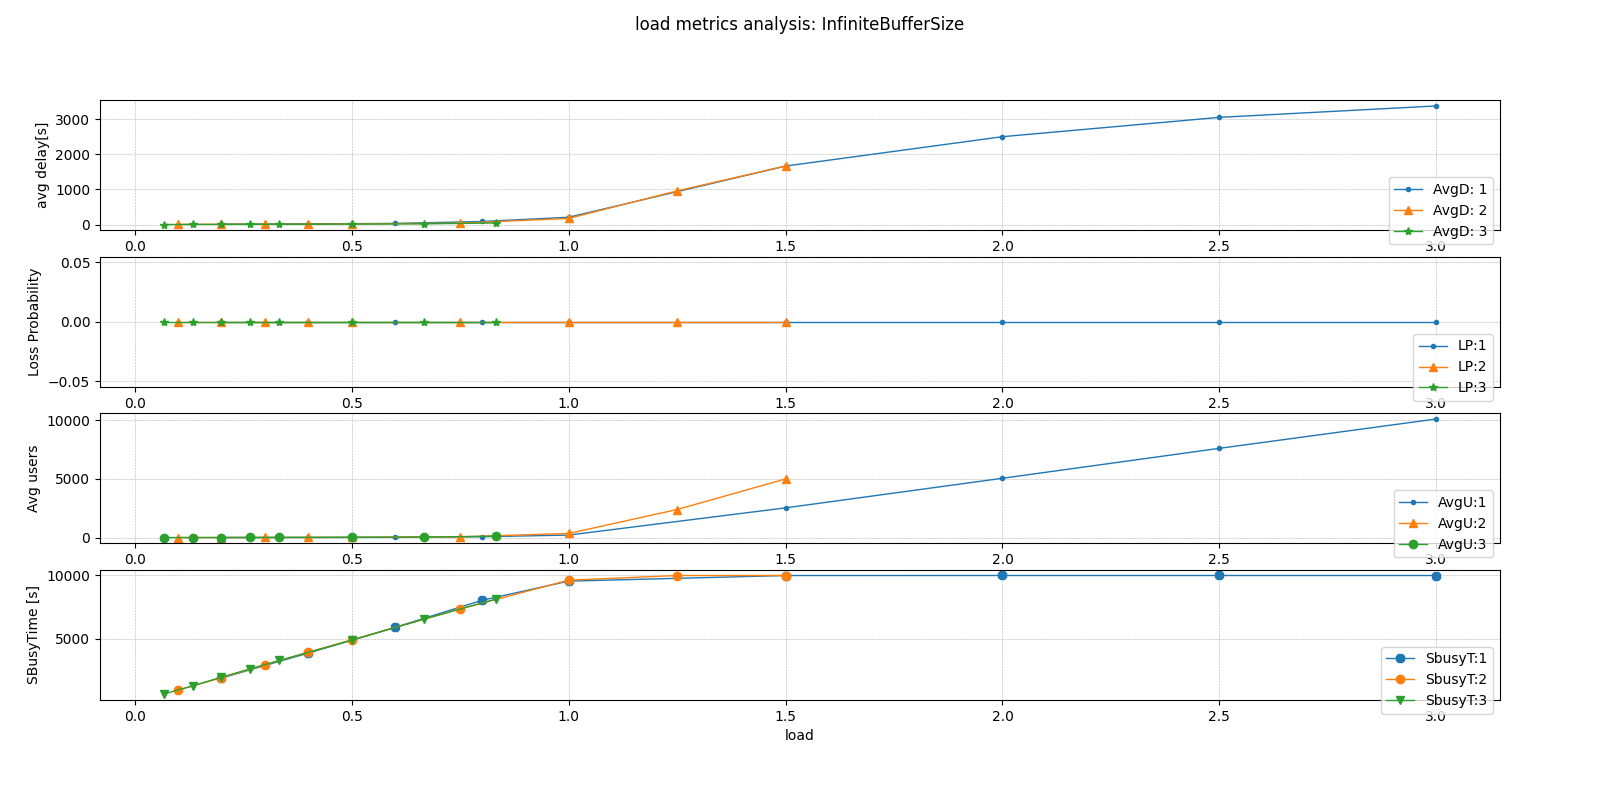 load metrics analysis: InfiniteBufferSize
avg delay[s]
3000
2000
1000
0
AvgD: 1
AvgD: 2
AvgD: 3
0.0 0.5 1.0 1.5 2.0 2.5 3.0
Loss Probability
0.05
0.00
−0.05
LP:1
LP:2
LP:3
0.0 0.5 1.0 1.5 2.0 2.5 3.0
Avg users
10000
5000
0
AvgU:1
AvgU:2
AvgU:3
0.0 0.5 1.0 1.5 2.0 2.5 3.0
SBusyTime [s]
10000
5000
SbusyT:1
SbusyT:2
SbusyT:3
0.0 0.5 1.0 1.5 2.0 2.5 3.0
load